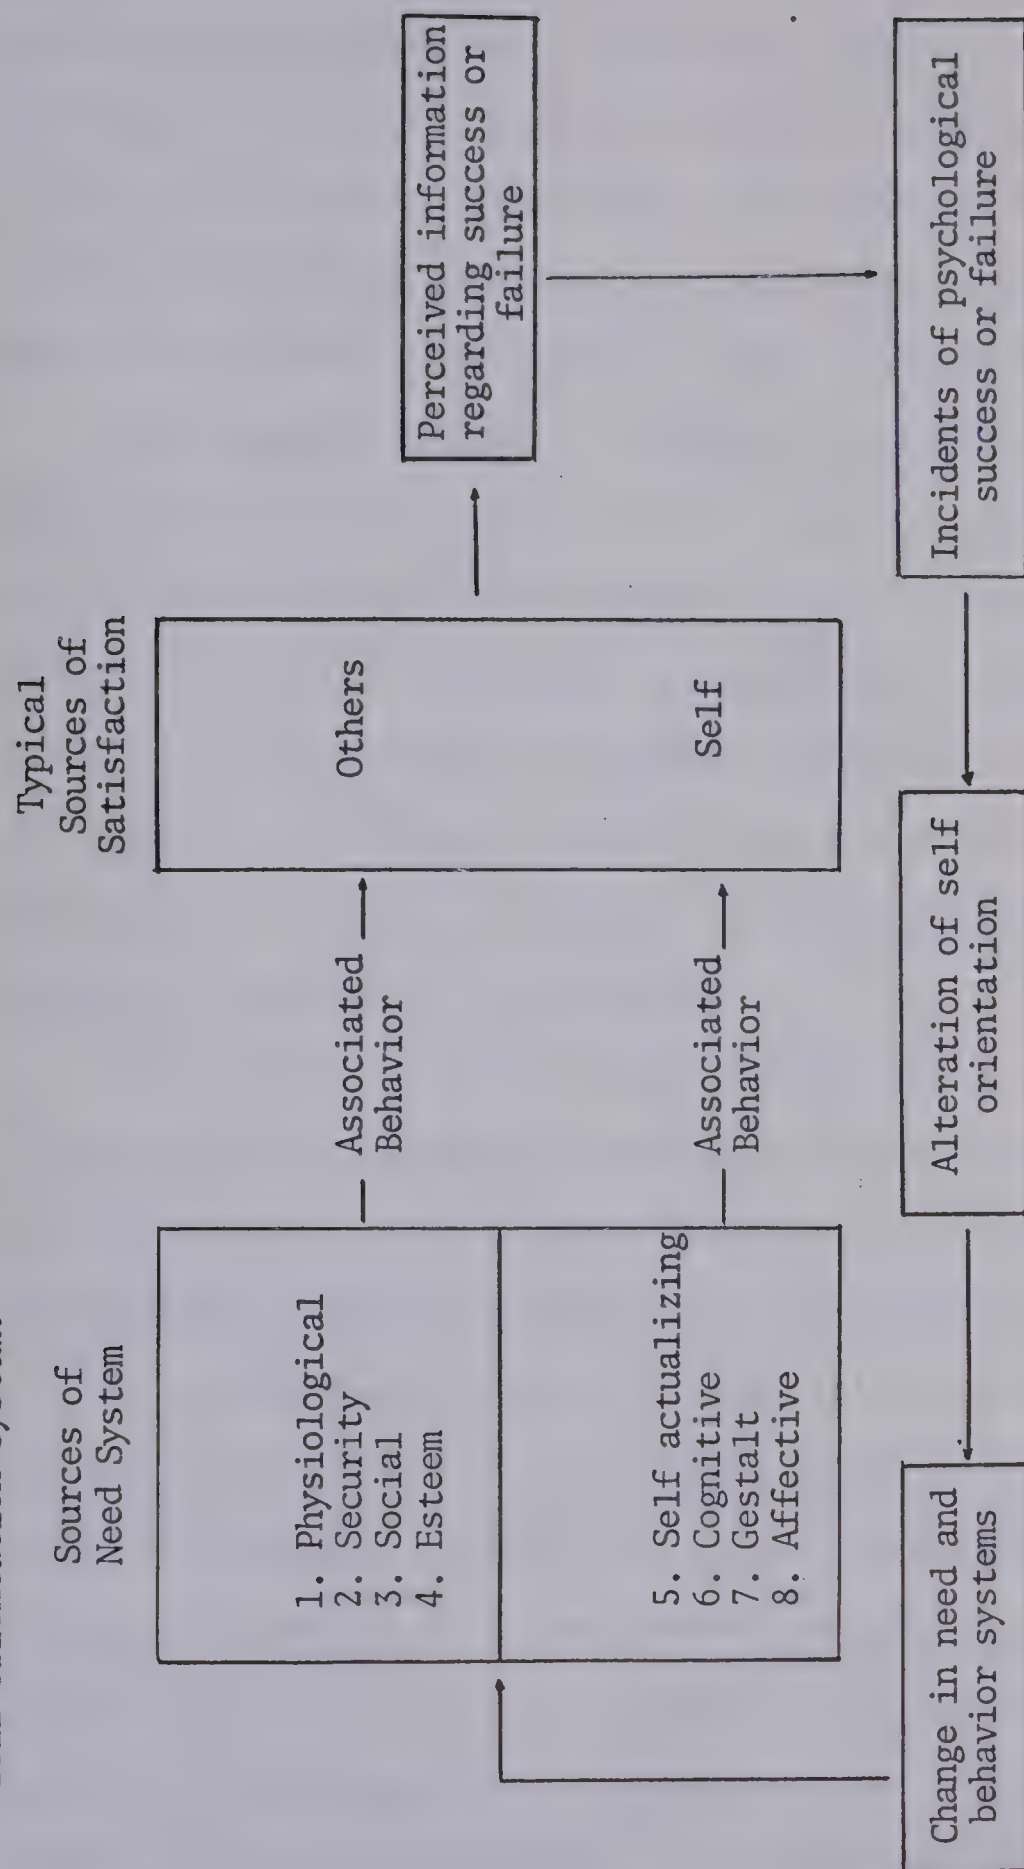 Sources of
Need System
1. Physiological
2. Security
3. Social
4. Esteem
5. Self actualizing
6. Cognitive
7. Gestalt
8. Affective
Associated
Behavior
Associated
Behavior
Typical
Sources of
Satisfaction
Others
Self
Perceived information
regarding success or
failure
Incidents of psychological
success or failure
Alteration of self
orientation
Change in need and
behavior systems